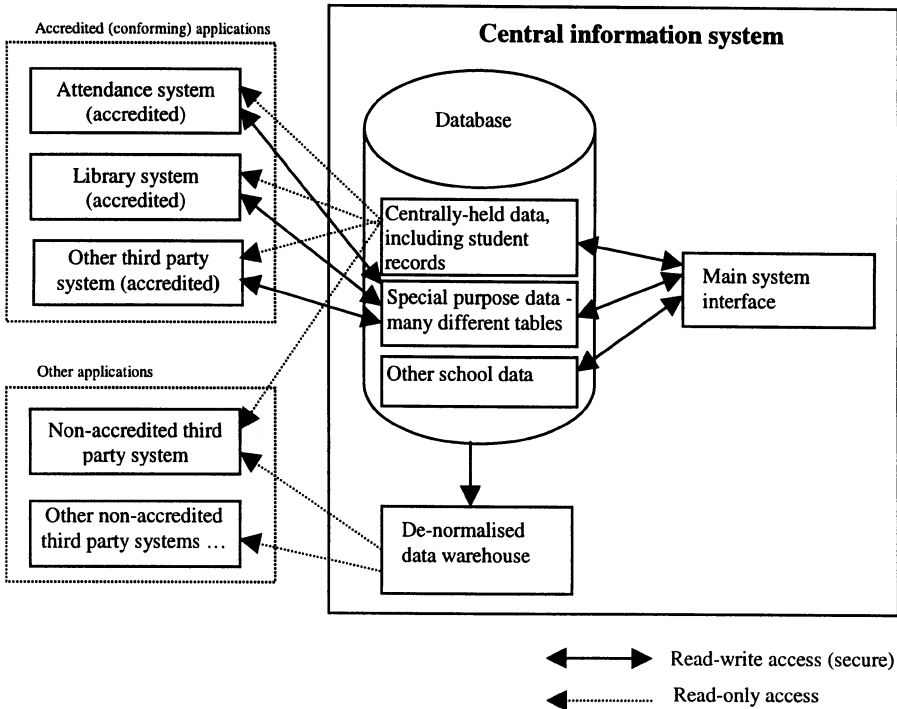 Accredited (conforming) applications
Attendance system
(accredited)
Library system
(accredited)
Other third party
system (accredited)
Other applications
Non-accredited third
party system
Other non-accredited
third party systems …
Central information system
Database
Centrally-held data,
including student
records
Special purpose data -
many different tables
Other school data
Main system
interface
De-normalised
data warehouse
Read-write access (secure)
Read-only access